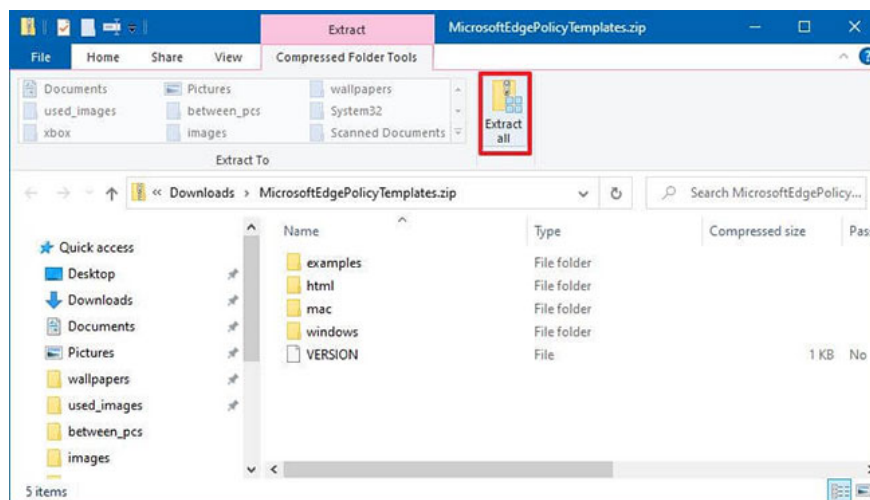 Extract
MicrosoftEdgePolicyTemplates.zip
File
Home
Share
View
Compressed Folder Tools
Documents
Pictures
wallpapers
used_images
between_pcs
System32
xbox
images
Scanned Documents
Extract To
Extract
all
« Downloads › MicrosoftEdgePolicyTemplates.zip
Search MicrosoftEdgePolicy...
Name
Type
Compressed size
Pas
Quick access
Desktop
Downloads
Documents
Pictures
wallpapers
used_images
between_pcs
images
examples
File folder
html
File folder
mac
File folder
windows
File folder
VERSION
File
1 KB
No
5 items